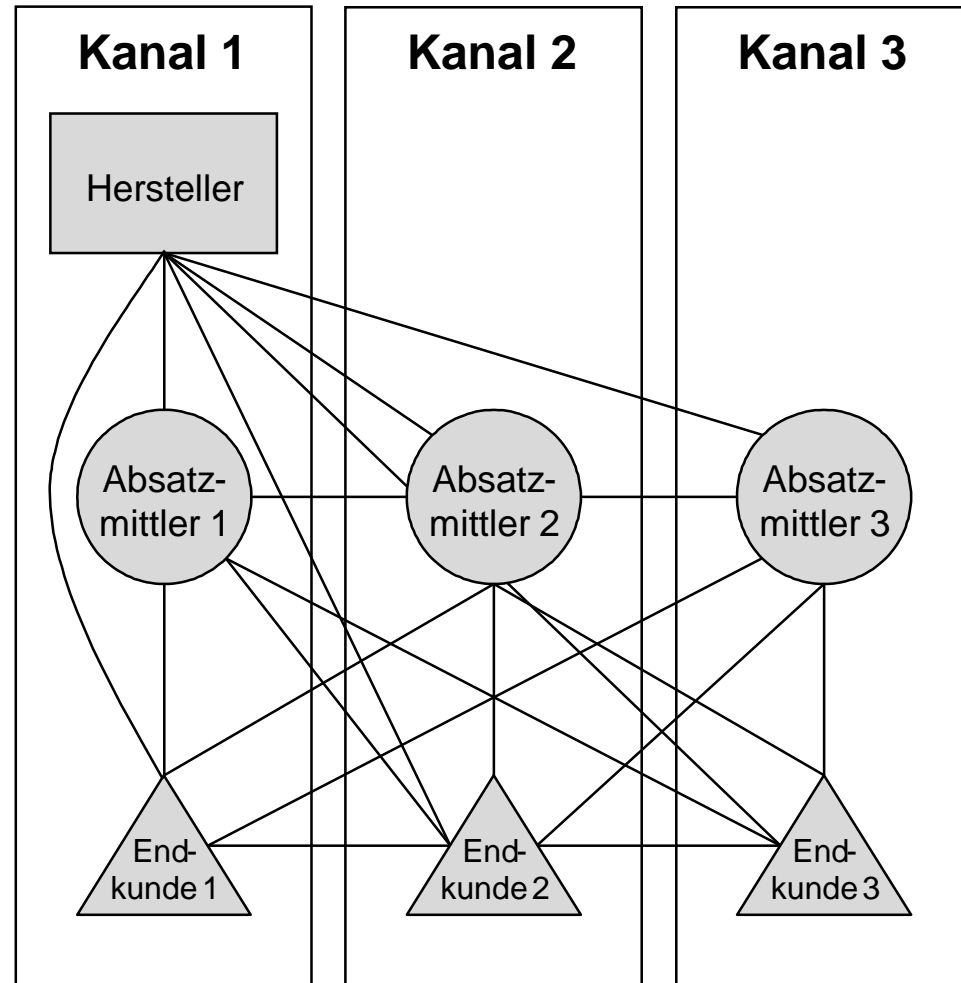 Kanal 1
Kanal 2
Kanal 3
Hersteller
Absatz-
mittler 1
Absatz-
mittler 2
Absatz-
mittler 3
End-
kunde 1
End-
kunde 2
End-
kunde 3